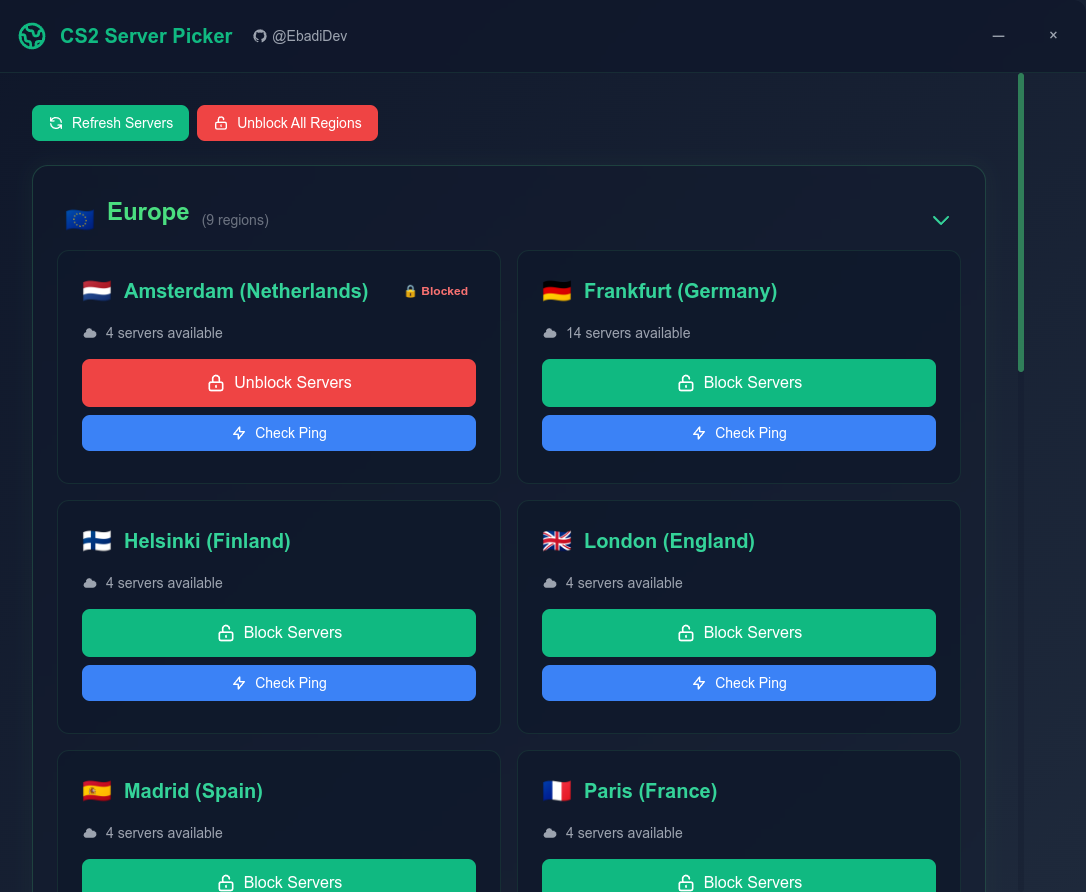 CS2 Server Picker @EbadiDev
Refresh Servers Unblock All Regions
Europe (9 regions)
Amsterdam (Netherlands) Blocked
4 servers available
Unblock Servers
Check Ping
Frankfurt (Germany)
14 servers available
Block Servers
Check Ping
Helsinki (Finland)
4 servers available
Block Servers
Check Ping
London (England)
4 servers available
Block Servers
Check Ping
Madrid (Spain)
4 servers available
Block Servers
Paris (France)
4 servers available
Block Servers